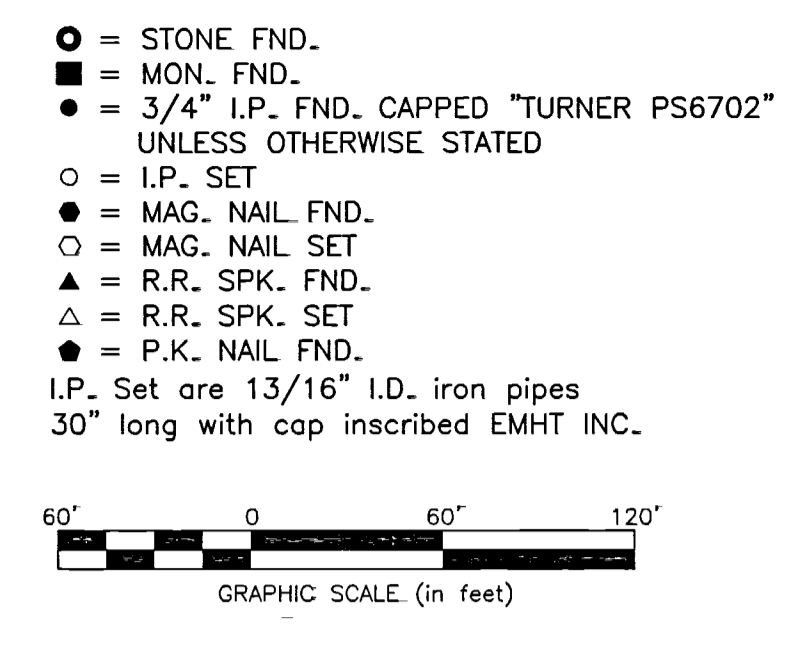 = STONE FND.
= MON. FND.
= 3/4" I.P. FND. CAPPED "TURNER PS6702"
UNLESS OTHERWISE STATED
= I.P. SET
= MAG. NAIL FND.
= MAG. NAIL SET
= R.R. SPK. FND.
= R.R. SPK. SET
= P.K. NAIL FND.
I.P. Set are 13/16" I.D. iron pipes
30" long with cap inscribed EMHT INC.
60' 0 60' 120'
GRAPHIC SCALE (in feet)